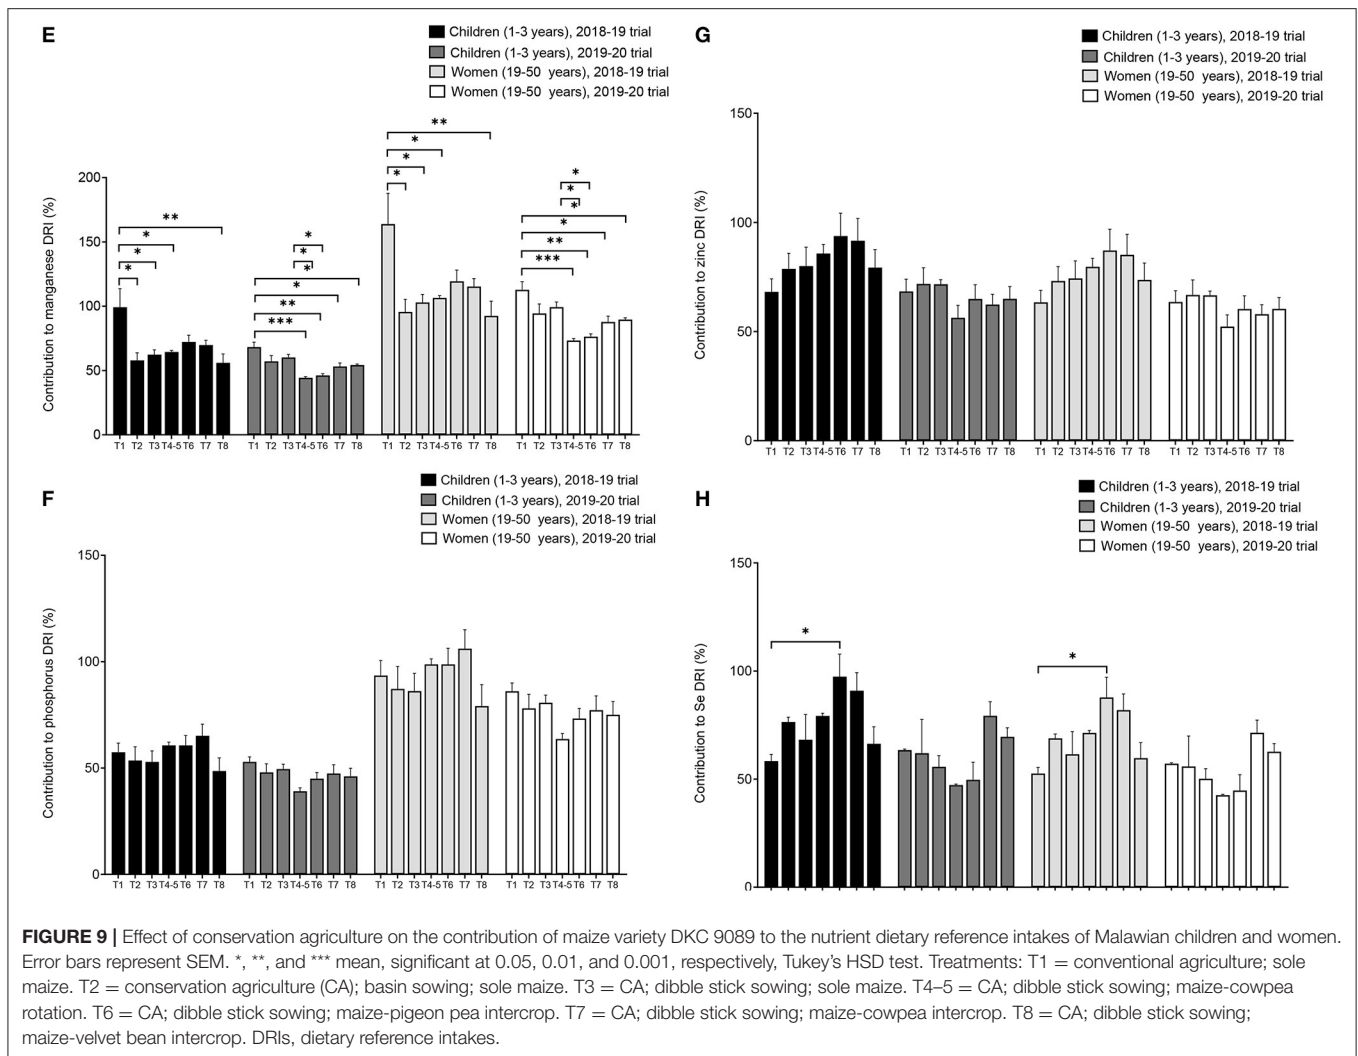 E
Children (1-3 years), 2018-19 trial
Children (1-3 years), 2019-20 trial
Women (19-50 years), 2018-19 trial
Women (19-50 years), 2019-20 trial
** 
* 
* 
* 
** 
* 
* 
* 
* 
* 
* 
* 
** 
*** 
* 
* 
* 
* 
** 
*** 
Contribution to manganese DRI (%)
200
150
100
50
0
T1 T2 T3 T4-5 T6 T7 T8
T1 T2 T3 T4-5 T6 T7 T8
T1 T2 T3 T4-5 T6 T7 T8
T1 T2 T3 T4-5 T6 T7 T8
G
Children (1-3 years), 2018-19 trial
Children (1-3 years), 2019-20 trial
Women (19-50 years), 2018-19 trial
Women (19-50 years), 2019-20 trial
Contribution to zinc DRI (%)
150
100
50
0
T1 T2 T3 T4-5 T6 T7 T8
T1 T2 T3 T4-5 T6 T7 T8
T1 T2 T3 T4-5 T6 T7 T8
T1 T2 T3 T4-5 T6 T7 T8
F
Children (1-3 years), 2018-19 trial
Children (1-3 years), 2019-20 trial
Women (19-50 years), 2018-19 trial
Women (19-50 years), 2019-20 trial
Contribution to phosphorus DRI (%)
150
100
50
0
T1 T2 T3 T4-5 T6 T7 T8
T1 T2 T3 T4-5 T6 T7 T8
T1 T2 T3 T4-5 T6 T7 T8
T1 T2 T3 T4-5 T6 T7 T8
H
Children (1-3 years), 2018-19 trial
Children (1-3 years), 2019-20 trial
Women (19-50 years), 2018-19 trial
Women (19-50 years), 2019-20 trial
Contribution to Se DRI (%)
150
100
50
0
*
*
FIGURE 9 | Effect of conservation agriculture on the contribution of maize variety DKC 9089 to the nutrient dietary reference intakes of Malawian children and women.
Error bars represent SEM. *, **, and *** mean, significant at 0.05, 0.01, and 0.001, respectively, Tukey's HSD test. Treatments: T1 = conventional agriculture; sole
maize. T2 = conservation agriculture (CA); basin sowing; sole maize. T3 = CA; dibble stick sowing; sole maize. T4–5 = CA; dibble stick sowing; maize-cowpea
rotation. T6 = CA; dibble stick sowing; maize-pigeon pea intercrop. T7 = CA; dibble stick sowing; maize-cowpea intercrop. T8 = CA; dibble stick sowing;
maize-velvet bean intercrop. DRIs, dietary reference intakes.